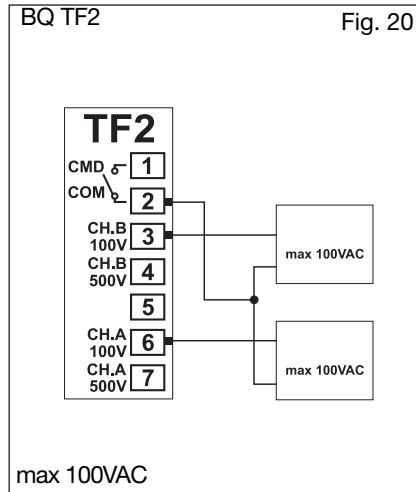 BQ TF2
Fig. 20
TF2
CMD 1
COM 2
CH.B
100V 3
CH.B
500V 4
5
CH.A
100V 6
CH.A
500V 7
max 100VAC
max 100VAC
max 100VAC